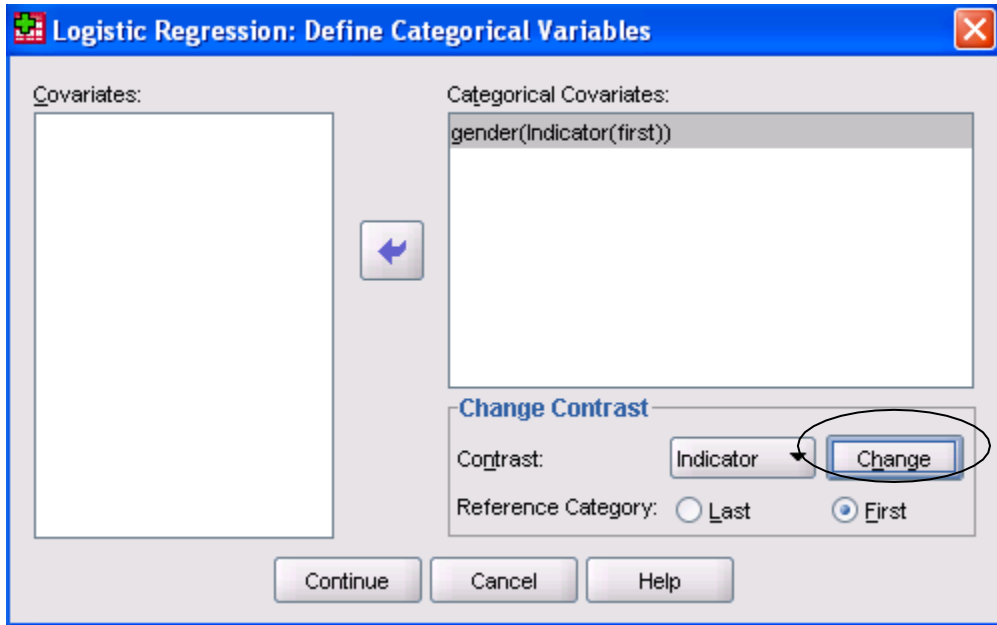 Logistic Regression: Define Categorical Variables
Covariates:
Categorical Covariates:
gender(Indicator(first))
Change Contrast
Contrast:
Indicator
Change
Reference Category:
Last
First
Continue
Cancel
Help